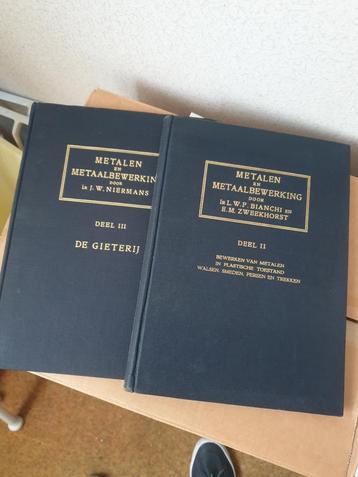 METALEN
EN
METAALBEWERKING
DOOR
Ir J. W. NIERMANS
DEEL III
DE GIETERIJ
METALEN
EN
METAALBEWERKING
DOOR
Ir L. W. P. BIANCHI EN
E. M. ZWEEKHORST
DEEL II
BEWERKEN VAN METALEN
IN PLASTISCHE TOESTAND
WALSEN, SMEDEN, PERSEN EN TREKKEN